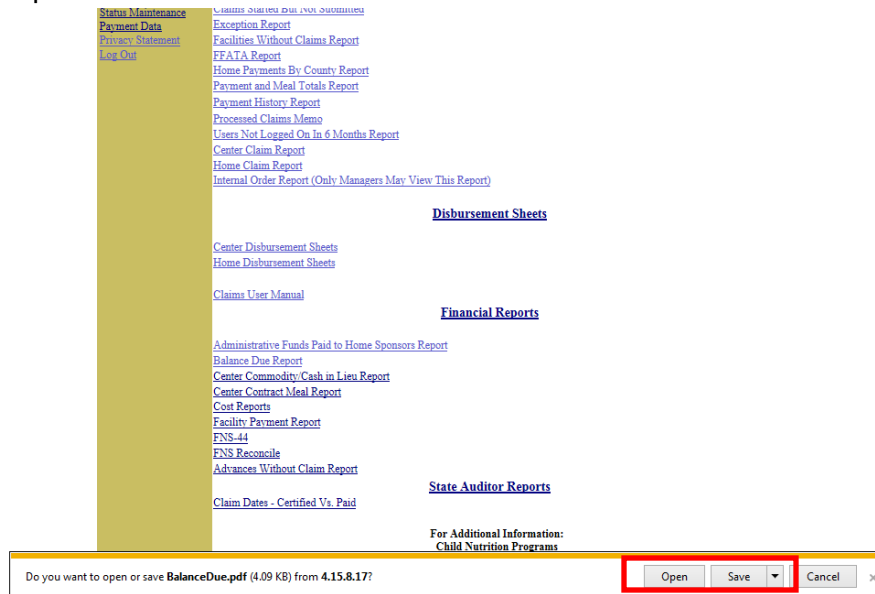 Status Maintenance
Payment Data
Privacy Statement
Log Out
Claims Started But Not Submitted
Exception Report
Facilities Without Claims Report
FFATA Report
Home Payments By County Report
Payment and Meal Totals Report
Payment History Report
Processed Claims Memo
Users Not Logged On In 6 Months Report
Center Claim Report
Home Claim Report
Internal Order Report (Only Managers May View This Report)
Disbursement Sheets
Center Disbursement Sheets
Home Disbursement Sheets
Claims User Manual
Financial Reports
Administrative Funds Paid to Home Sponsors Report
Balance Due Report
Center Commodity/Cash in Lieu Report
Center Contract Meal Report
Cost Reports
Facility Payment Report
FNS-44
FNS Reconcile
Advances Without Claim Report
State Auditor Reports
Claim Dates - Certified Vs. Paid
For Additional Information:
Child Nutrition Programs
Do you want to open or save BalanceDue.pdf (4.09 KB) from 4.15.8.17?
Open
Save
Cancel